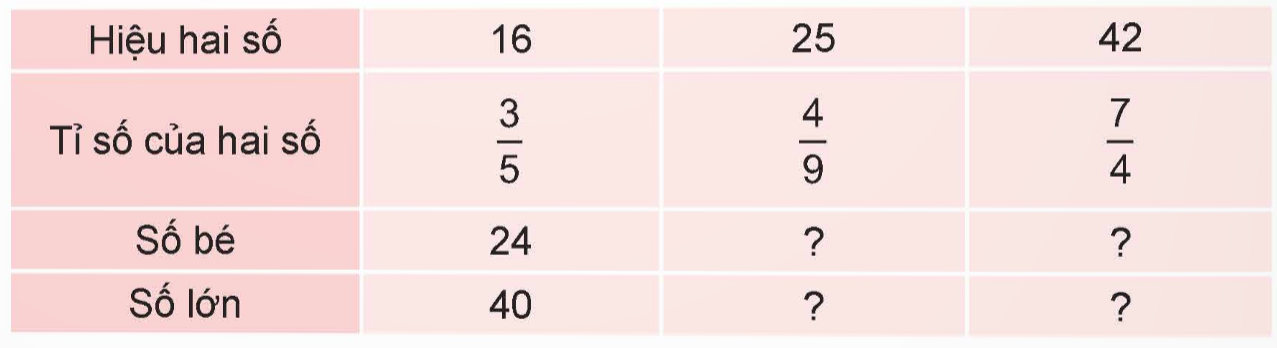 Hiệu hai số 16 25 42
Tỉ số của hai số 3/5 4/9 7/4
Số bé 24 ? ?
Số lớn 40 ? ?